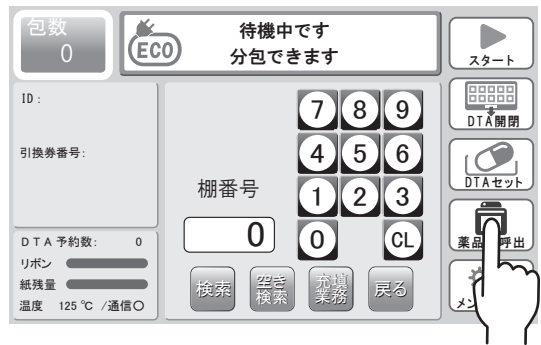 包数
0
ECO
待機中です
分包できます
スタート
ID :
引換券番号:
DTA予約数: 0
リボン
紙残量
温度 125 ℃ /通信〇
棚番号
0
7 8 9
4 5 6
1 2 3
0 CL
検索
空き
検索
充填
業務
戻る
DTA開閉
DTAセット
薬品 呼出
メン